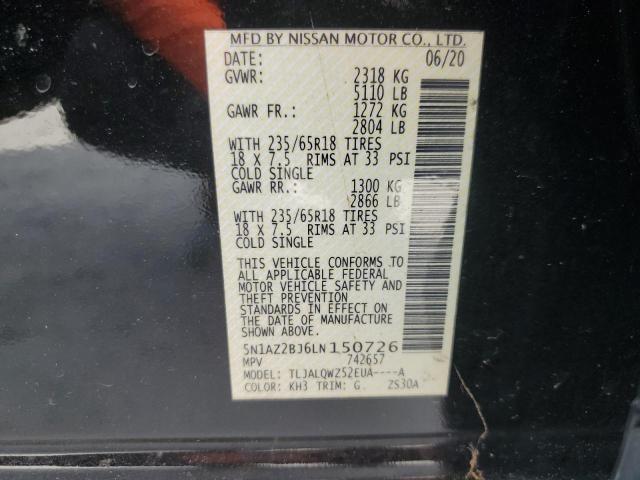 MFD BY NISSAN MOTOR CO., LTD.
DATE: 06/20
GVWR: 2318 KG
5110 LB
GAWR FR.: 1272 KG
2804 LB
WITH 235/65R18 TIRES
18 X 7.5 RIMS AT 33 PSI
COLD SINGLE
GAWR RR.: 1300 KG
2866 LB
WITH 235/65R18 TIRES
18 X 7.5 RIMS AT 33 PSI
COLD SINGLE
THIS VEHICLE CONFORMS TO
ALL APPLICABLE FEDERAL
MOTOR VEHICLE SAFETY AND
THEFT PREVENTION
STANDARDS IN EFFECT ON
THE DATE OF MANUFACTURE
SHOWN ABOVE.
5N1AZ2BJ6LN150726
MPV 742657
MODEL: TLJALQWZ52EUA----A
COLOR: KH3 TRIM: G ZS30A